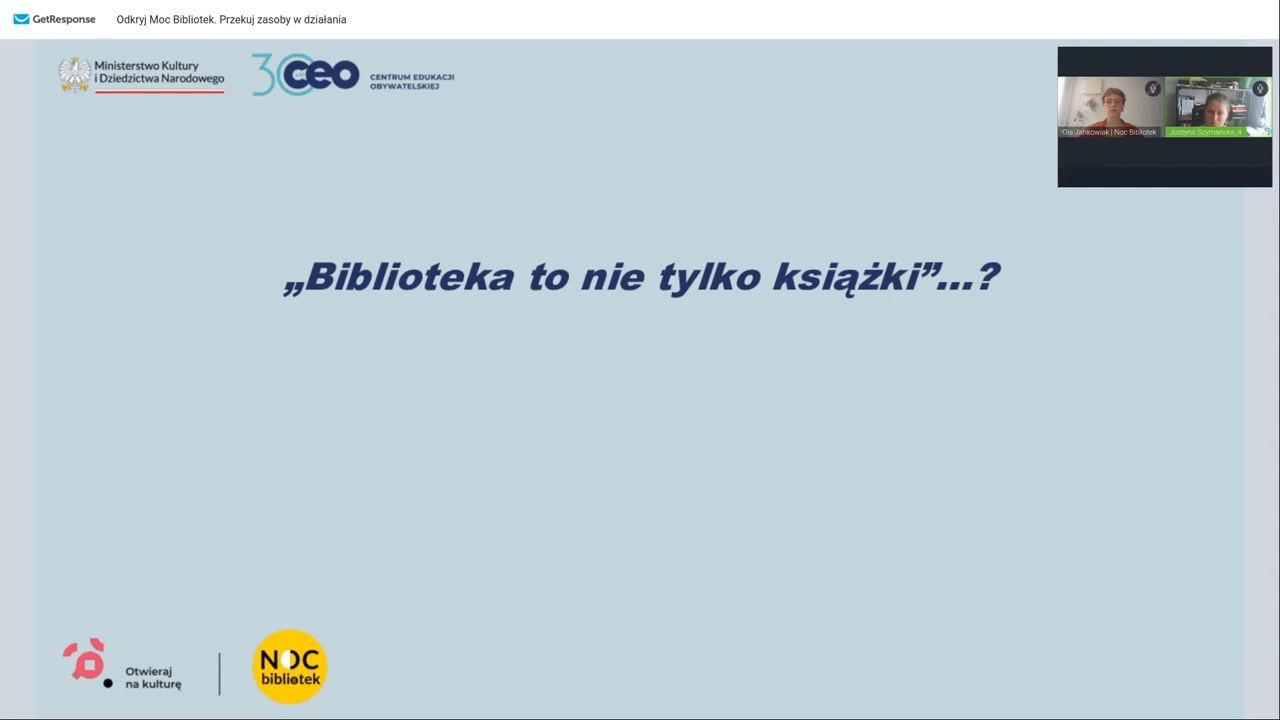 GetResponse
Odkryj Moc Bibliotek. Przekuj zasoby w działania
Ministerstwo Kultury
i Dziedzictwa Narodowego
30 ceo
CENTRUM EDUKACJI
OBYWATELSKIEJ
Ola Jankowiak | Noc Bibliotek
Justyna Szymańska_4
„Biblioteka to nie tylko książki”...?
Otwieraj
na kulturę
NOC
bibliotek